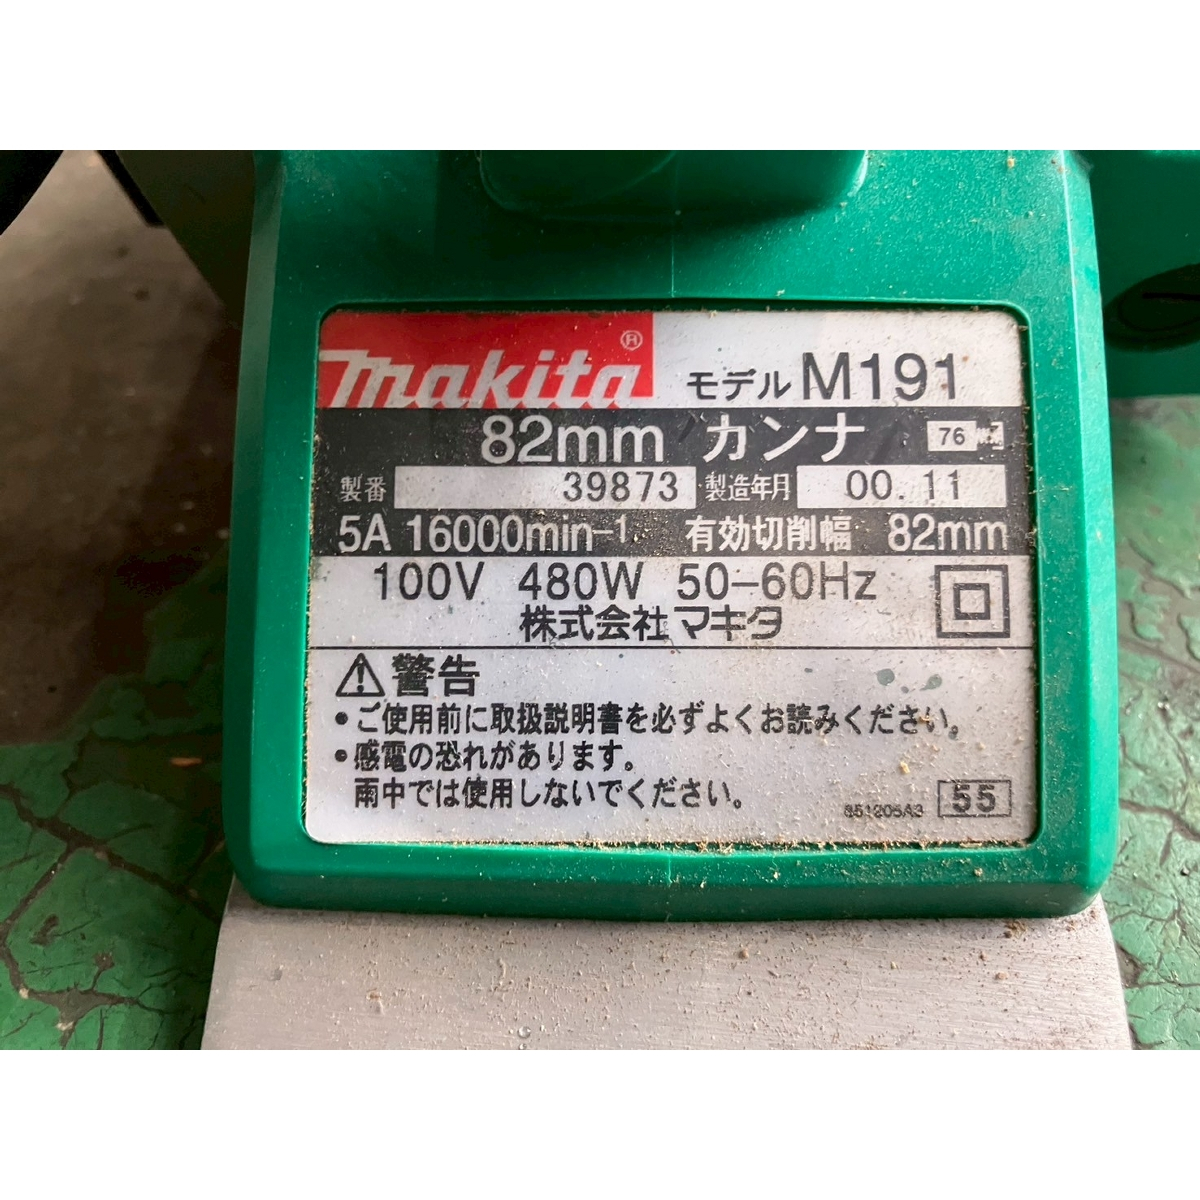 makita® モデル M191
82mm カンナ 76
製番 39873 製造年月 00.11
5A 16000min-1 有効切削幅 82mm
100V 480W 50-60Hz
株式会社 マキタ
警告
・ご使用前に取扱説明書を必ずよくお読みください。
・感電の恐れがあります。
雨中では使用しないでください。
851205A3 55